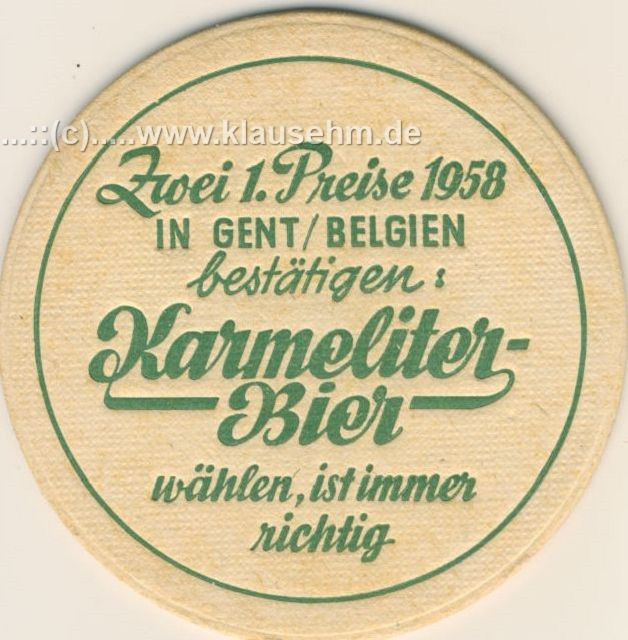 ...::(c).....www.klausehm.de
Zwei 1. Preise 1958
IN GENT/BELGIEN
bestätigen:
Karmeliter-
Bier
wählen, ist immer
richtig